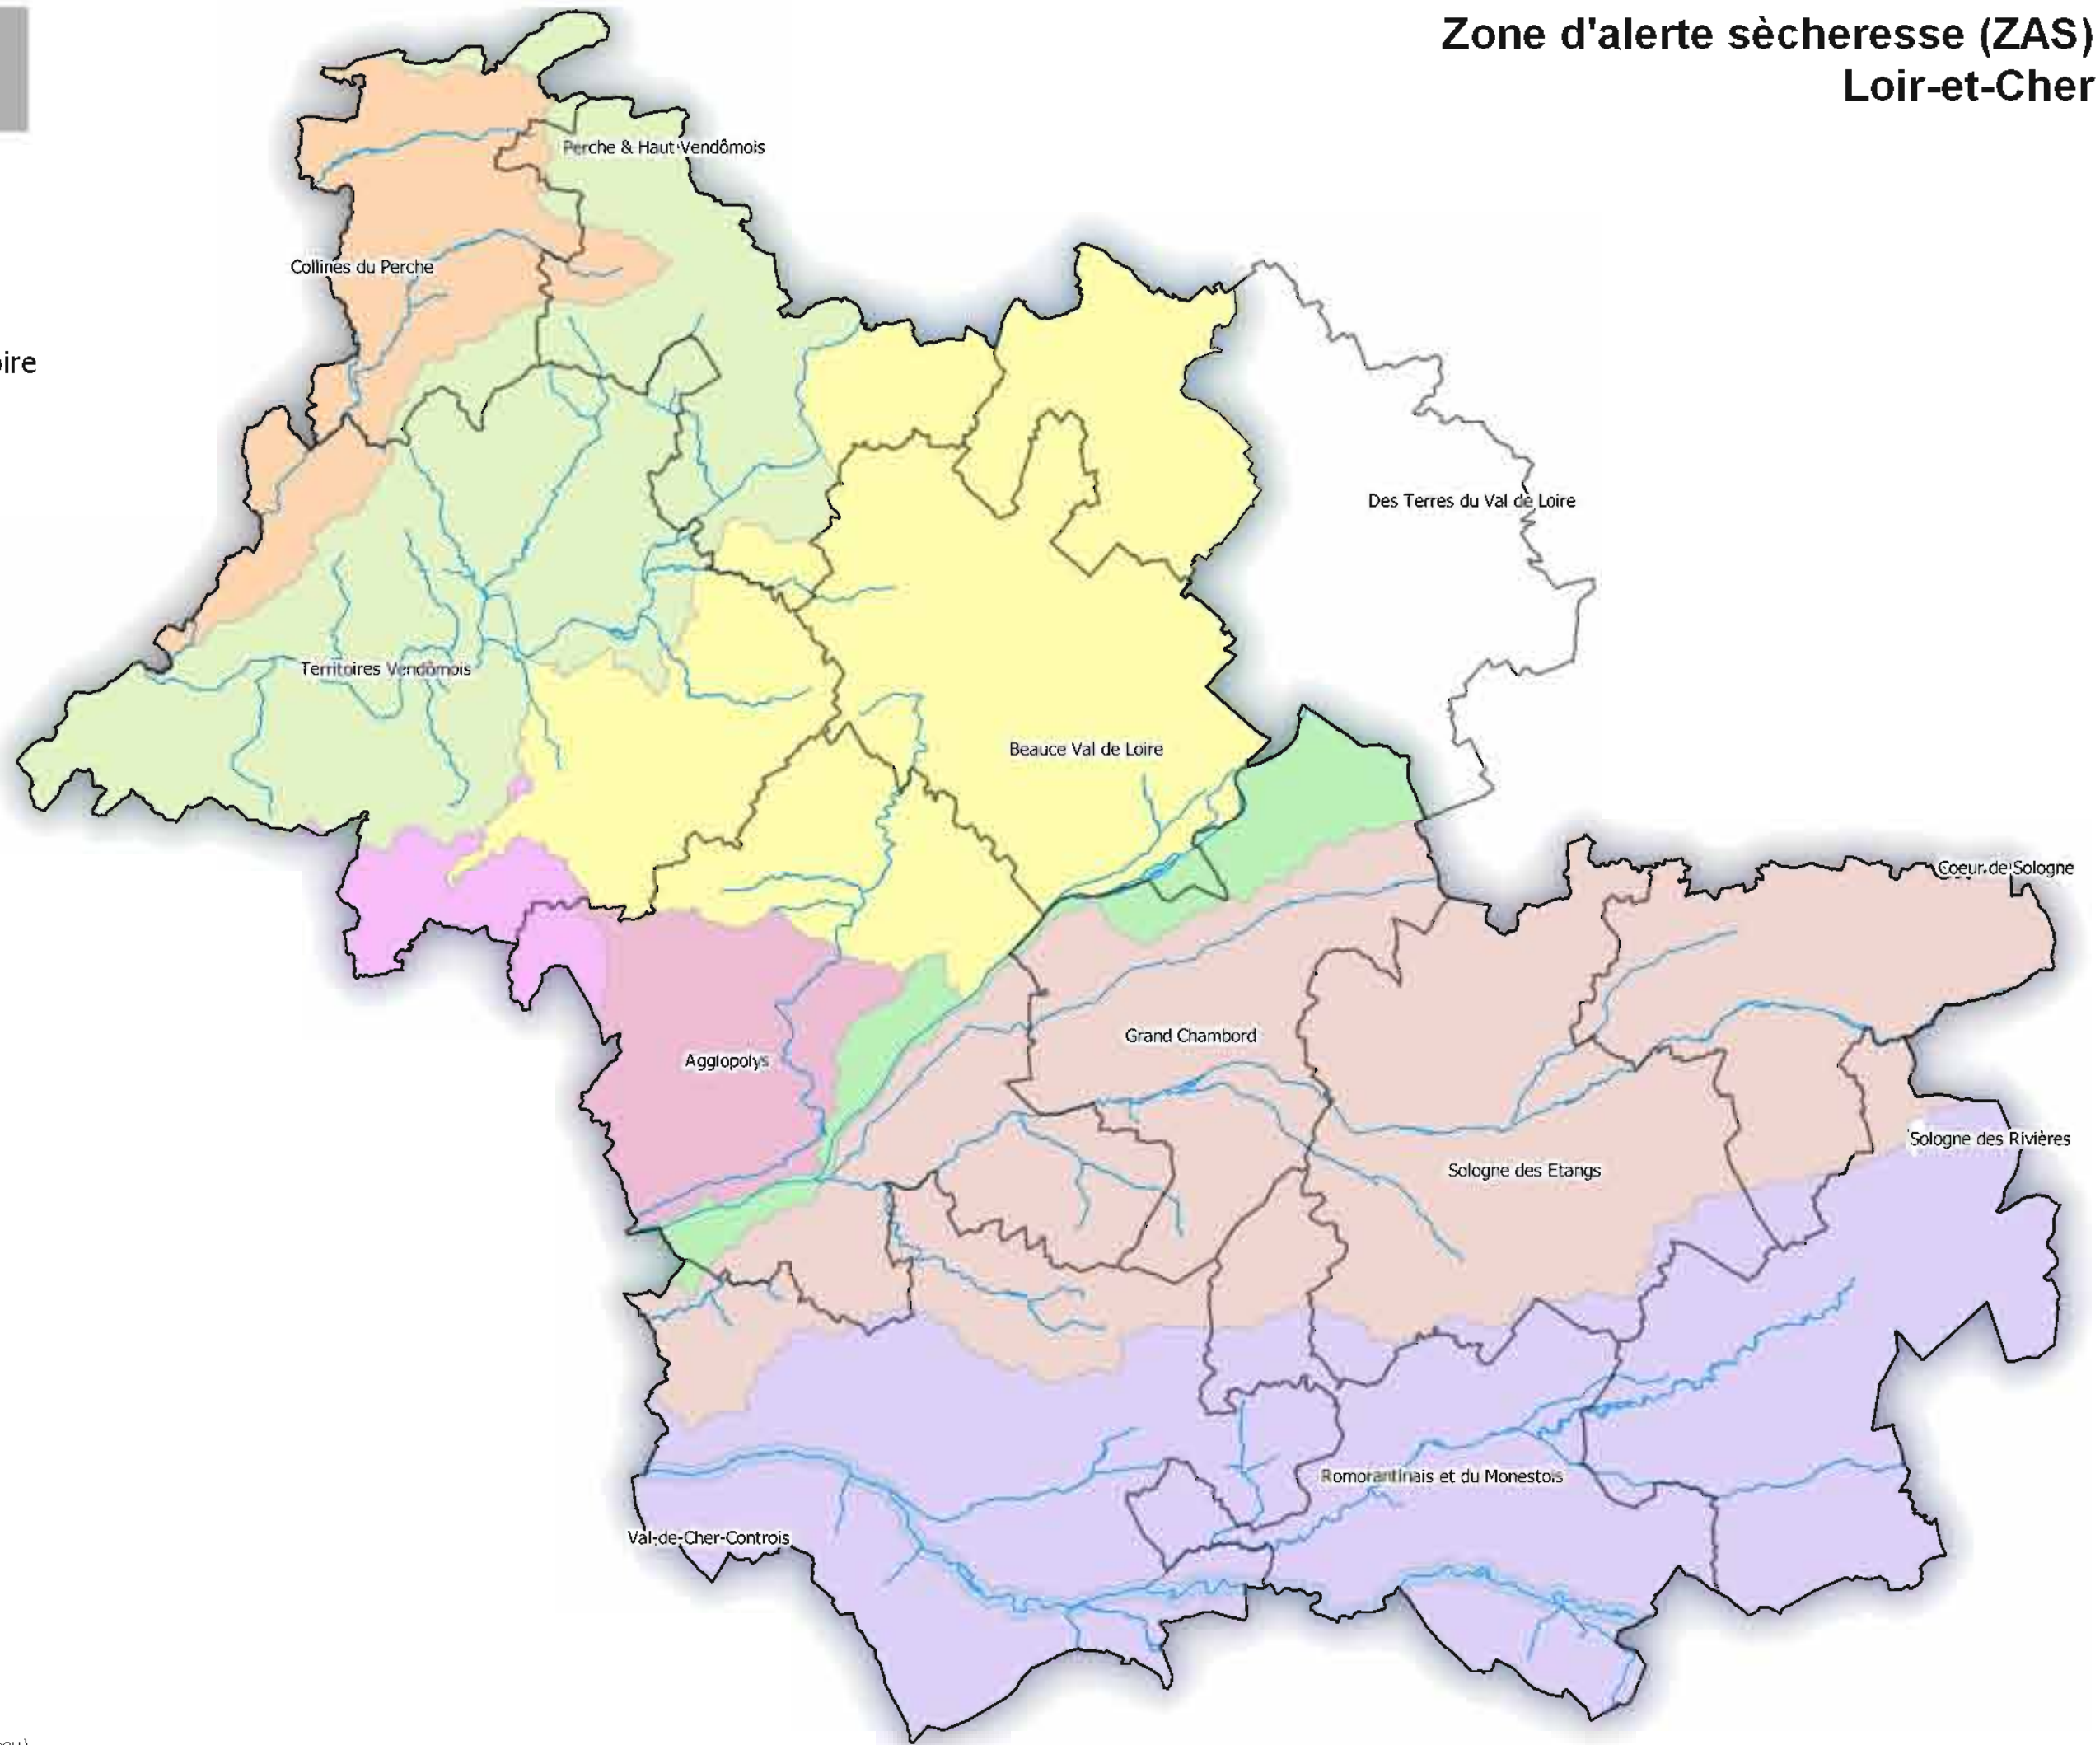 Zone d'alerte sècheresse (ZAS)
Loir-et-Cher
Perche & Haut Vendômois
Collines du Perche
oire
Des Terres du Val de Loire
Territoires Vendômois
Beauce Val de Loire
Coeur de Sologne
Grand Chambord
Agglopolys
Sologne des Rivières
Sologne des Etangs
Romorantinais et du Monestois
Val-de-Cher-Controis